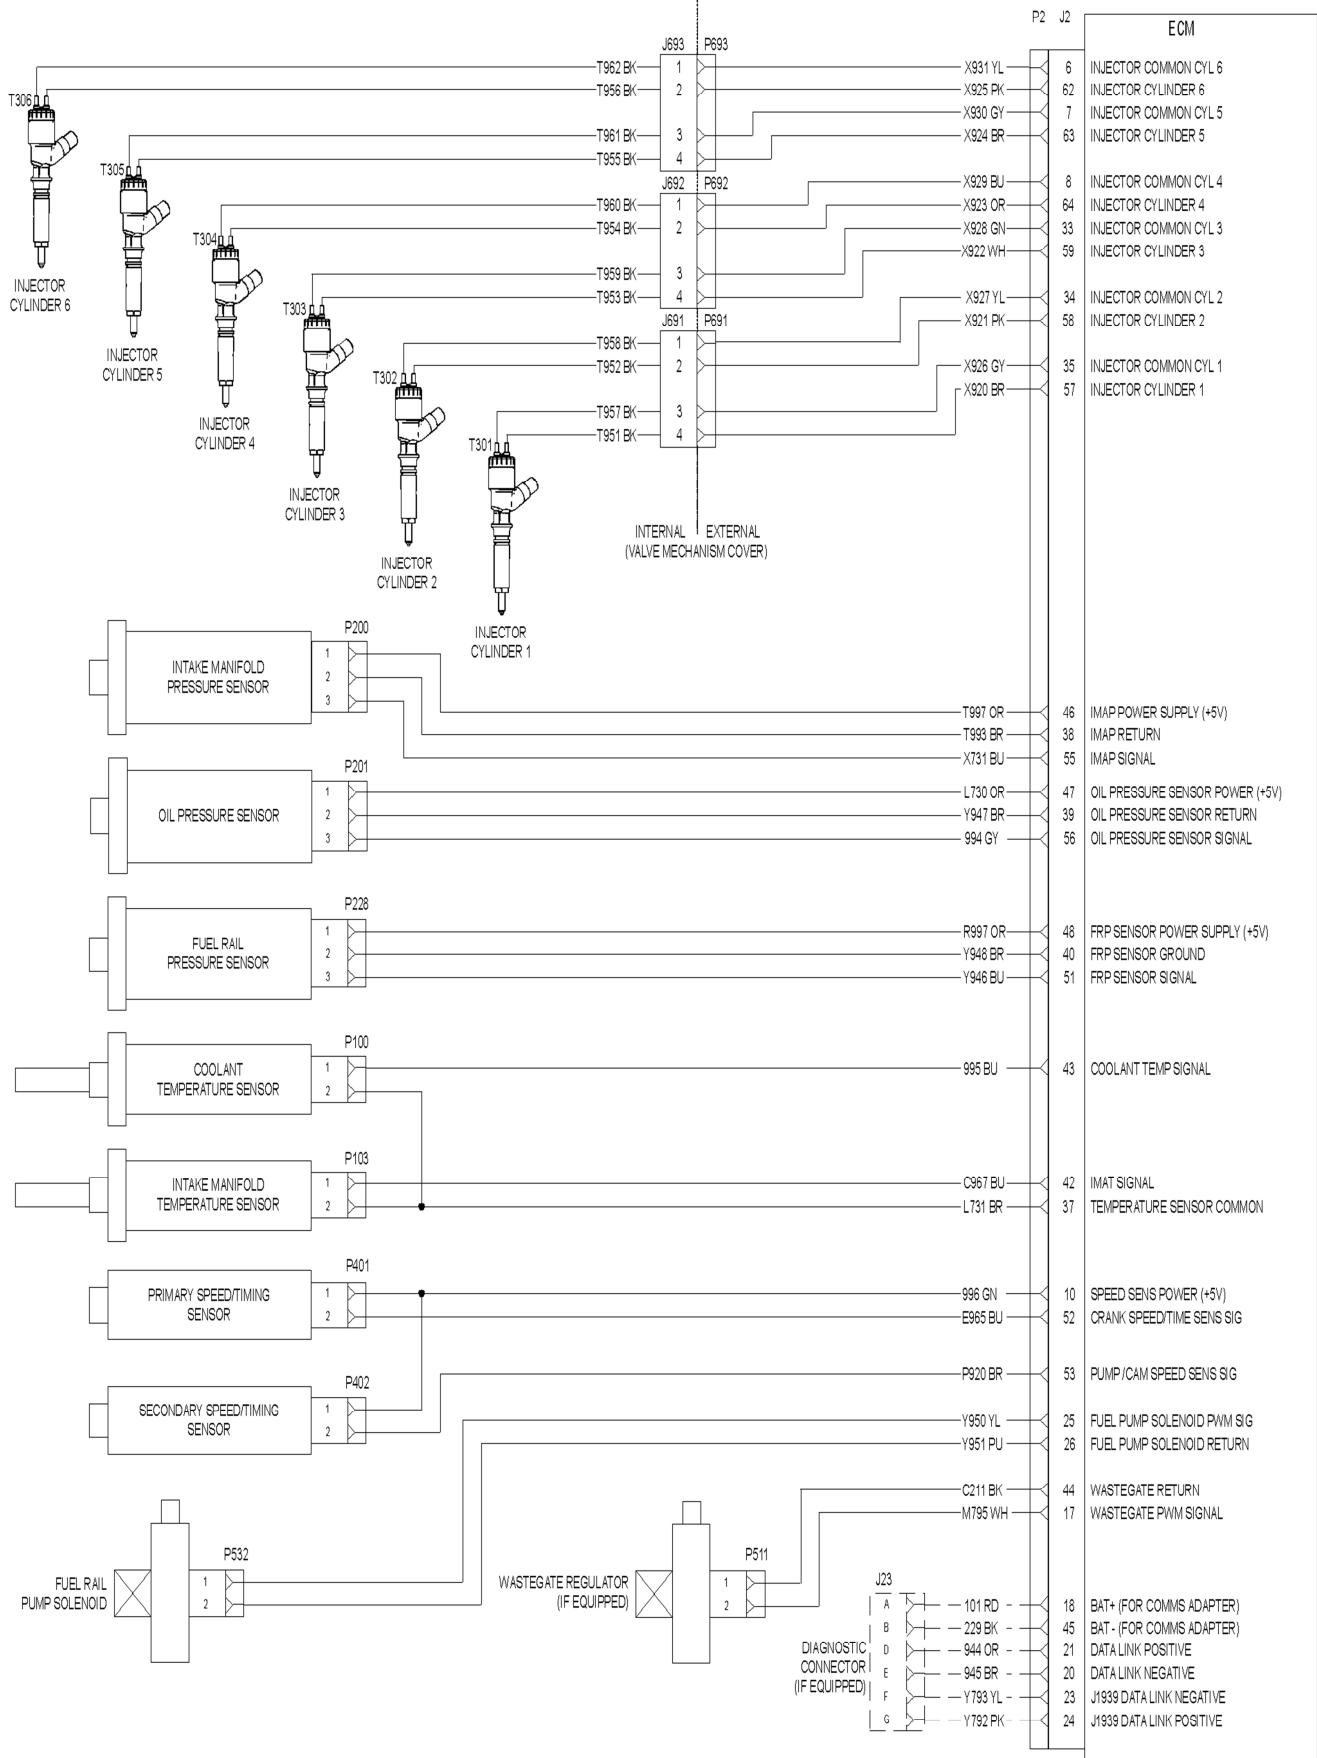 P2 J2
ECM
J693 P693
T306
T962 BK 1 X931 YL 6 INJECTOR COMMON CYL 6
T956 BK 2 X925 PK 62 INJECTOR CYLINDER 6
X930 GY 7 INJECTOR COMMON CYL 5
T961 BK 3 X924 BR 63 INJECTOR CYLINDER 5
T955 BK 4
T305
J692 P692
X929 BU 8 INJECTOR COMMON CYL 4
T960 BK 1 X923 OR 64 INJECTOR CYLINDER 4
T954 BK 2 X928 GN 33 INJECTOR COMMON CYL 3
T304
X922 WH 59 INJECTOR CYLINDER 3
T959 BK 3
INJECTOR
CYLINDER 6
T953 BK 4 X927 YL 34 INJECTOR COMMON CYL 2
T303
J691 P691
X921 PK 58 INJECTOR CYLINDER 2
T958 BK 1
INJECTOR
CYLINDER 5
T952 BK 2 X926 GY 35 INJECTOR COMMON CYL 1
T302
X920 BR 57 INJECTOR CYLINDER 1
T957 BK 3
INJECTOR
CYLINDER 4
T951 BK 4
T301
INJECTOR
CYLINDER 3
INTERNAL EXTERNAL
(VALVE MECHANISM COVER)
INJECTOR
CYLINDER 2
INJECTOR
CYLINDER 1
P200
INTAKE MANIFOLD
PRESSURE SENSOR
1
2
3
T997 OR 46 IMAP POWER SUPPLY (+5V)
T993 BR 38 IMAP RETURN
X731 BU 55 IMAP SIGNAL
P201
OIL PRESSURE SENSOR
1 L730 OR 47 OIL PRESSURE SENSOR POWER (+5V)
2 Y947 BR 39 OIL PRESSURE SENSOR RETURN
3 994 GY 56 OIL PRESSURE SENSOR SIGNAL
P228
FUEL RAIL
PRESSURE SENSOR
1 R997 OR 48 FRP SENSOR POWER SUPPLY (+5V)
2 Y948 BR 40 FRP SENSOR GROUND
3 Y946 BU 51 FRP SENSOR SIGNAL
P100
COOLANT
TEMPERATURE SENSOR
1 995 BU 43 COOLANT TEMP SIGNAL
2
P103
INTAKE MANIFOLD
TEMPERATURE SENSOR
1 C967 BU 42 IMAT SIGNAL
2 L731 BR 37 TEMPERATURE SENSOR COMMON
P401
PRIMARY SPEED/TIMING
SENSOR
1 996 GN 10 SPEED SENS POWER (+5V)
2 E965 BU 52 CRANK SPEED/TIME SENS SIG
P402
SECONDARY SPEED/TIMING
SENSOR
1
2
P920 BR 53 PUMP /CAM SPEED SENS SIG
Y950 YL 25 FUEL PUMP SOLENOID PWM SIG
Y951 PU 26 FUEL PUMP SOLENOID RETURN
C211 BK 44 WASTEGATE RETURN
M795 WH 17 WASTEGATE PWM SIGNAL
P532
FUEL RAIL
PUMP SOLENOID
1
2
P511
WASTEGATE REGULATOR
(IF EQUIPPED)
1
2
J23
DIAGNOSTIC
CONNECTOR
(IF EQUIPPED)
A 101 RD 18 BAT+ (FOR COMMS ADAPTER)
B 229 BK 45 BAT - (FOR COMMS ADAPTER)
D 944 OR 21 DATA LINK POSITIVE
E 945 BR 20 DATA LINK NEGATIVE
F Y793 YL 23 J1939 DATA LINK NEGATIVE
G Y792 PK 24 J1939 DATA LINK POSITIVE